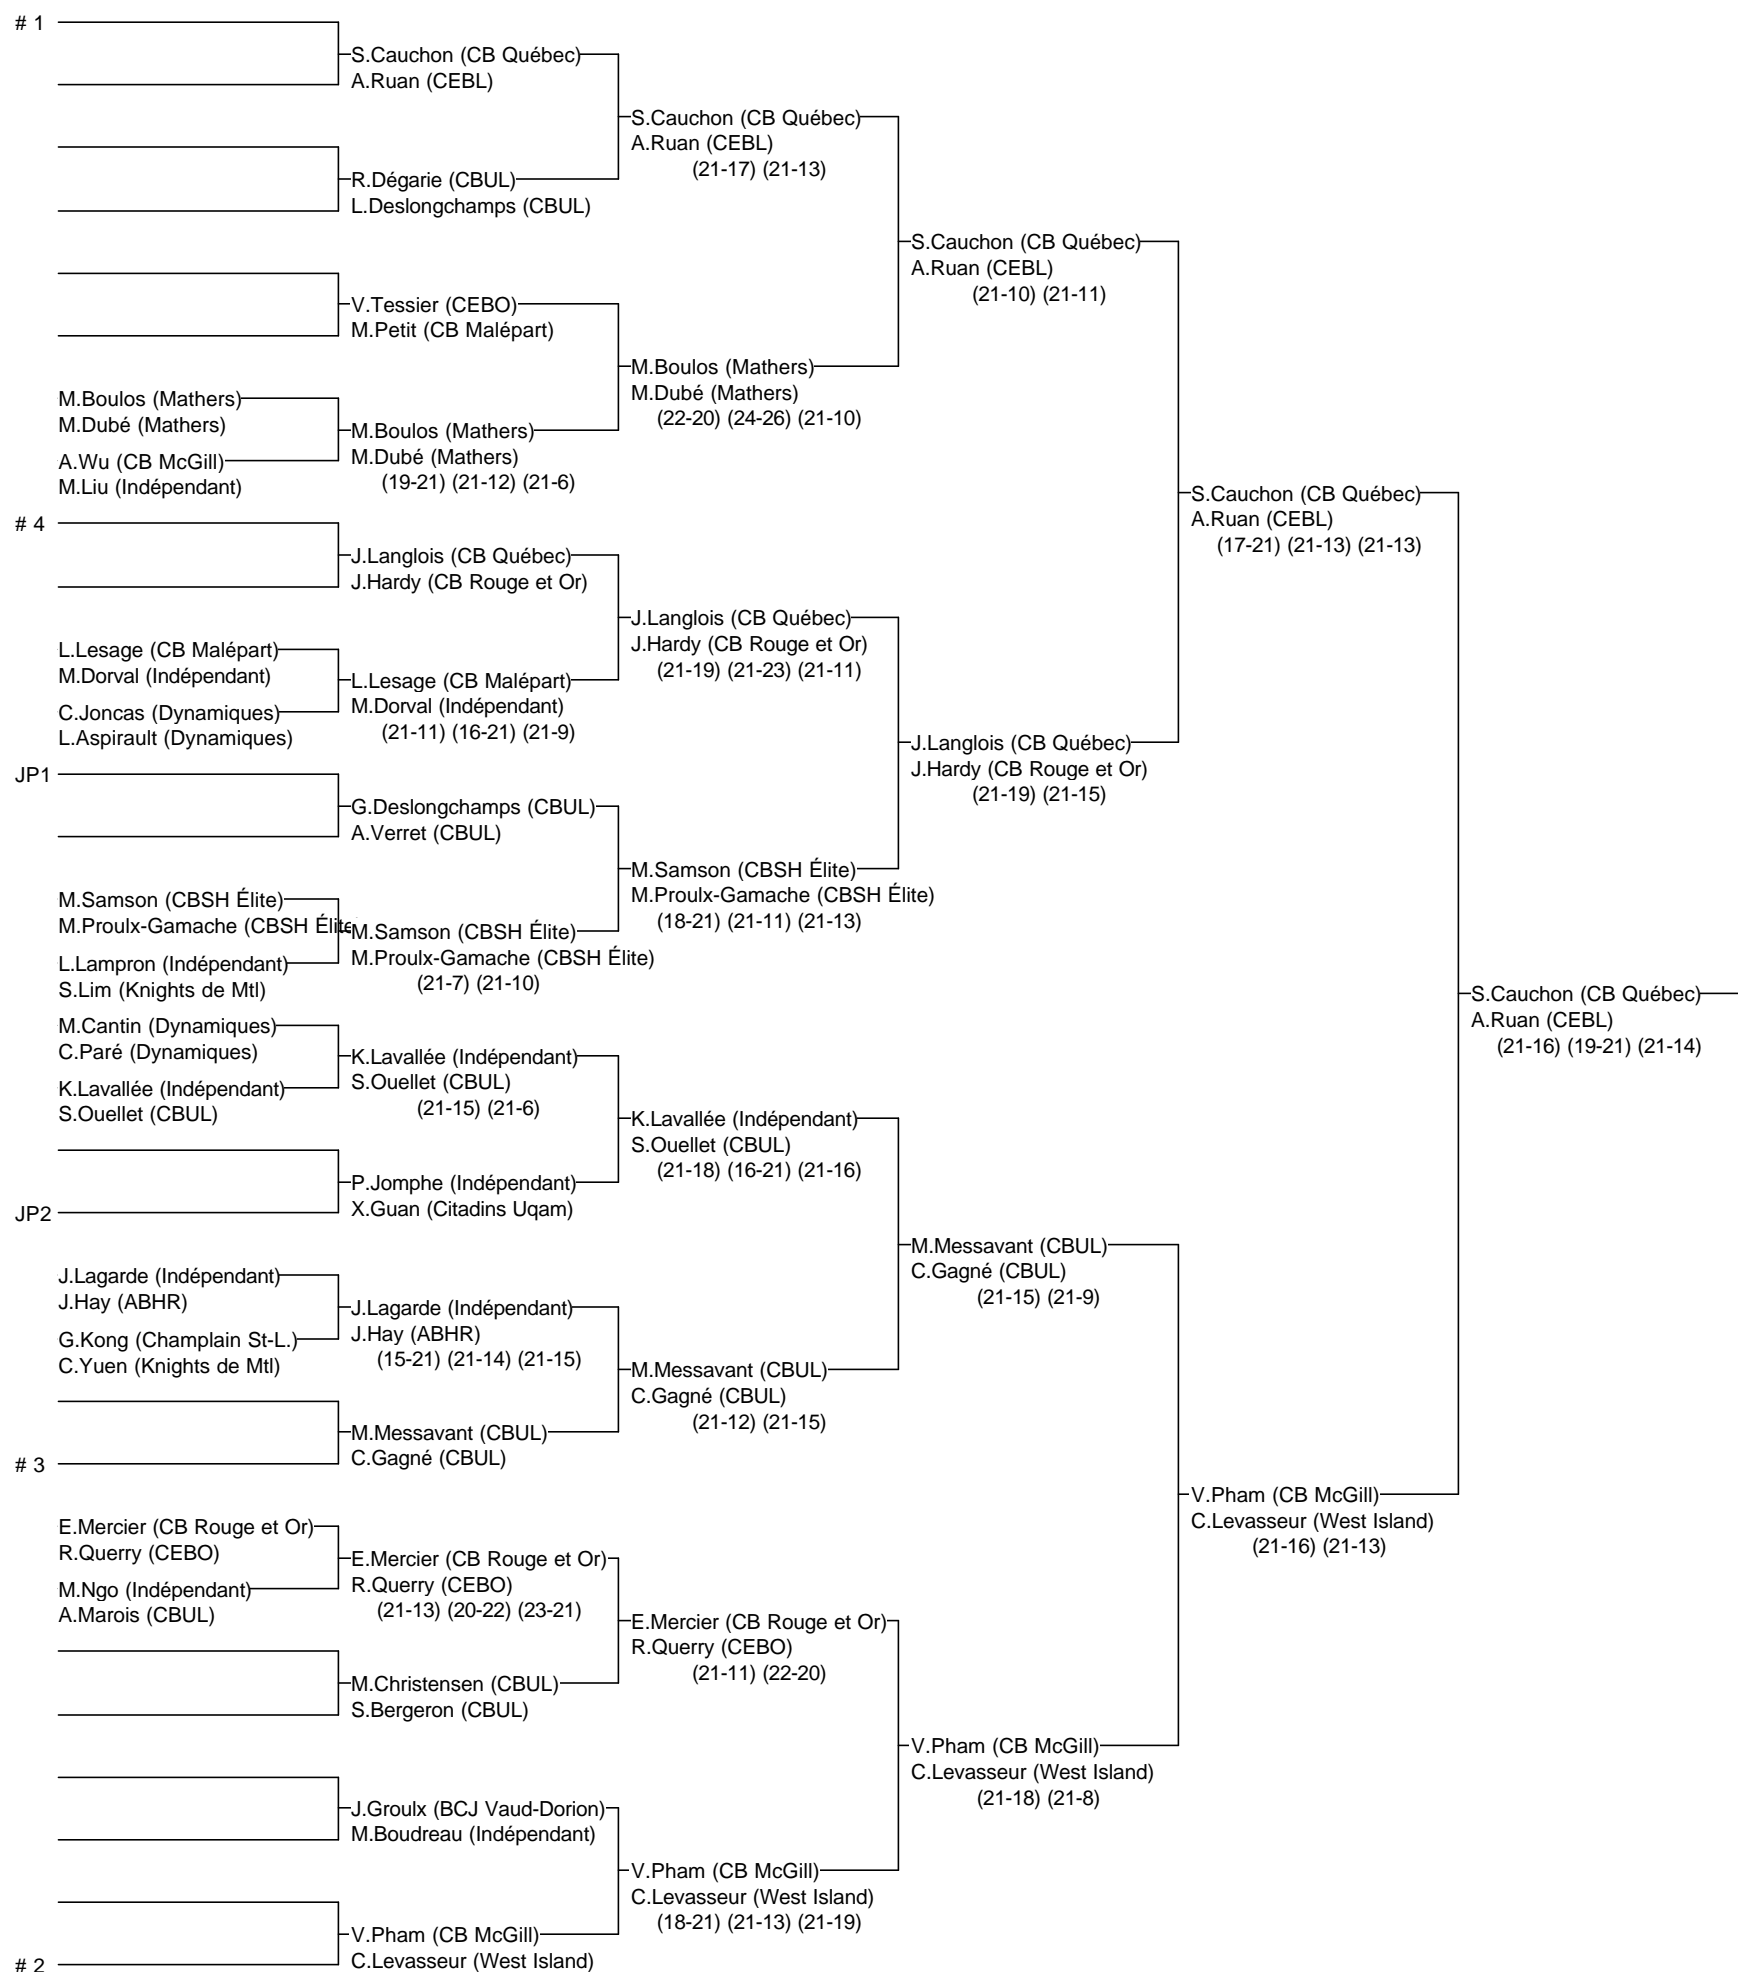 # 1
S.Cauchon (CB Québec)
A.Ruan (CEBL)
S.Cauchon (CB Québec)
A.Ruan (CEBL)
(21-17) (21-13)
R.Dégarie (CBUL)
L.Deslongchamps (CBUL)
S.Cauchon (CB Québec)
A.Ruan (CEBL)
(21-10) (21-11)
V.Tessier (CEBO)
M.Petit (CB Malépart)
M.Boulos (Mathers)
M.Dubé (Mathers)
(22-20) (24-26) (21-10)
M.Boulos (Mathers)
M.Dubé (Mathers)
M.Boulos (Mathers)
M.Dubé (Mathers)
(19-21) (21-12) (21-6)
A.Wu (CB McGill)
M.Liu (Indépendant)
S.Cauchon (CB Québec)
A.Ruan (CEBL)
(17-21) (21-13) (21-13)
# 4
J.Langlois (CB Québec)
J.Hardy (CB Rouge et Or)
J.Langlois (CB Québec)
J.Hardy (CB Rouge et Or)
(21-19) (21-23) (21-11)
L.Lesage (CB Malépart)
M.Dorval (Indépendant)
L.Lesage (CB Malépart)
M.Dorval (Indépendant)
(21-11) (16-21) (21-9)
C.Joncas (Dynamiques)
L.Aspirault (Dynamiques)
J.Langlois (CB Québec)
J.Hardy (CB Rouge et Or)
(21-19) (21-15)
JP1
G.Deslongchamps (CBUL)
A.Verret (CBUL)
M.Samson (CBSH Élite)
M.Proulx-Gamache (CBSH Élite)
(18-21) (21-11) (21-13)
M.Samson (CBSH Élite)
M.Proulx-Gamache (CBSH Élite
M.Samson (CBSH Élite)
M.Proulx-Gamache (CBSH Élite)
(21-7) (21-10)
L.Lampron (Indépendant)
S.Lim (Knights de Mtl)
S.Cauchon (CB Québec)
A.Ruan (CEBL)
(21-16) (19-21) (21-14)
M.Cantin (Dynamiques)
C.Paré (Dynamiques)
K.Lavallée (Indépendant)
S.Ouellet (CBUL)
(21-15) (21-6)
K.Lavallée (Indépendant)
S.Ouellet (CBUL)
K.Lavallée (Indépendant)
S.Ouellet (CBUL)
(21-18) (16-21) (21-16)
P.Jomphe (Indépendant)
X.Guan (Citadins Uqam)
JP2
M.Messavant (CBUL)
C.Gagné (CBUL)
(21-15) (21-9)
J.Lagarde (Indépendant)
J.Hay (ABHR)
J.Lagarde (Indépendant)
J.Hay (ABHR)
(15-21) (21-14) (21-15)
G.Kong (Champlain St-L.)
C.Yuen (Knights de Mtl)
M.Messavant (CBUL)
C.Gagné (CBUL)
(21-12) (21-15)
M.Messavant (CBUL)
C.Gagné (CBUL)
# 3
V.Pham (CB McGill)
C.Levasseur (West Island)
(21-16) (21-13)
E.Mercier (CB Rouge et Or)
R.Querry (CEBO)
E.Mercier (CB Rouge et Or)
R.Querry (CEBO)
(21-13) (20-22) (23-21)
M.Ngo (Indépendant)
A.Marois (CBUL)
E.Mercier (CB Rouge et Or)
R.Querry (CEBO)
(21-11) (22-20)
M.Christensen (CBUL)
S.Bergeron (CBUL)
V.Pham (CB McGill)
C.Levasseur (West Island)
(21-18) (21-8)
J.Groulx (BCJ Vaud-Dorion)
M.Boudreau (Indépendant)
V.Pham (CB McGill)
C.Levasseur (West Island)
(18-21) (21-13) (21-19)
V.Pham (CB McGill)
C.Levasseur (West Island)
# 2